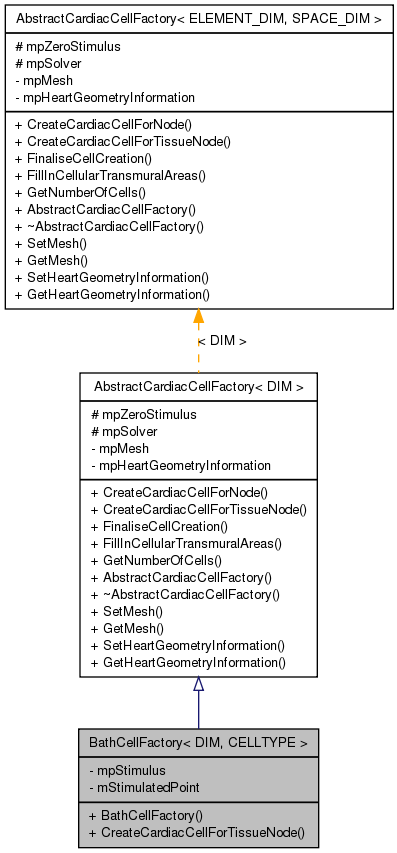 AbstractCardiacCellFactory< ELEMENT_DIM, SPACE_DIM >
# mpZeroStimulus
# mpSolver
- mpMesh
- mpHeartGeometryInformation
+ CreateCardiacCellForNode()
+ CreateCardiacCellForTissueNode()
+ FinaliseCellCreation()
+ FillInCellularTransmuralAreas()
+ GetNumberOfCells()
+ AbstractCardiacCellFactory()
+ ~AbstractCardiacCellFactory()
+ SetMesh()
+ GetMesh()
+ SetHeartGeometryInformation()
+ GetHeartGeometryInformation()
< DIM >
AbstractCardiacCellFactory< DIM >
# mpZeroStimulus
# mpSolver
- mpMesh
- mpHeartGeometryInformation
+ CreateCardiacCellForNode()
+ CreateCardiacCellForTissueNode()
+ FinaliseCellCreation()
+ FillInCellularTransmuralAreas()
+ GetNumberOfCells()
+ AbstractCardiacCellFactory()
+ ~AbstractCardiacCellFactory()
+ SetMesh()
+ GetMesh()
+ SetHeartGeometryInformation()
+ GetHeartGeometryInformation()
BathCellFactory< DIM, CELLTYPE >
- mpStimulus
- mStimulatedPoint
+ BathCellFactory()
+ CreateCardiacCellForTissueNode()